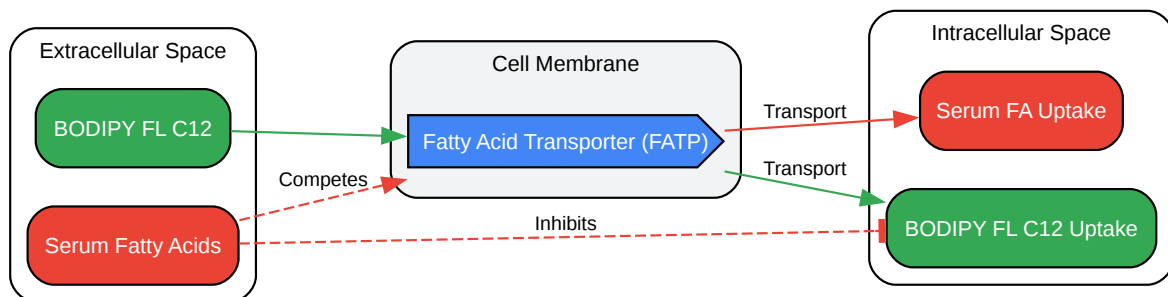 Extracellular Space
BODIPY FL C12
Serum Fatty Acids
Competes
Inhibits
Cell Membrane
Fatty Acid Transporter (FATP)
Transport
Transport
Intracellular Space
Serum FA Uptake
BODIPY FL C12 Uptake